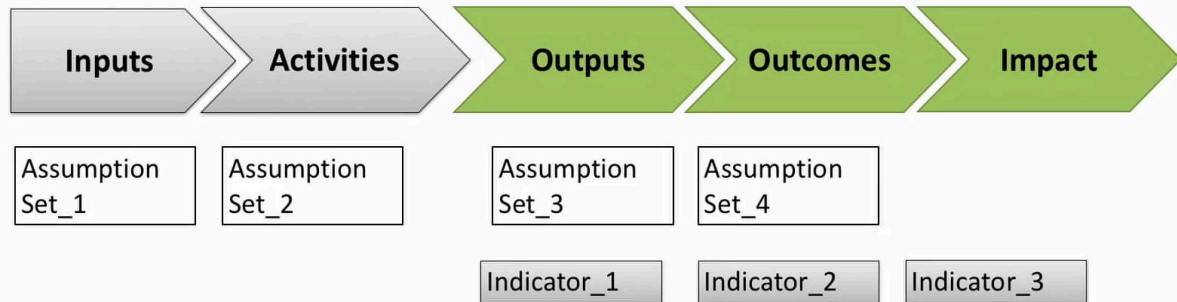 Inputs
Activities
Outputs
Outcomes
Impact
Assumption
Set_1
Assumption
Set_2
Assumption
Set_3
Assumption
Set_4
Indicator_1
Indicator_2
Indicator_3